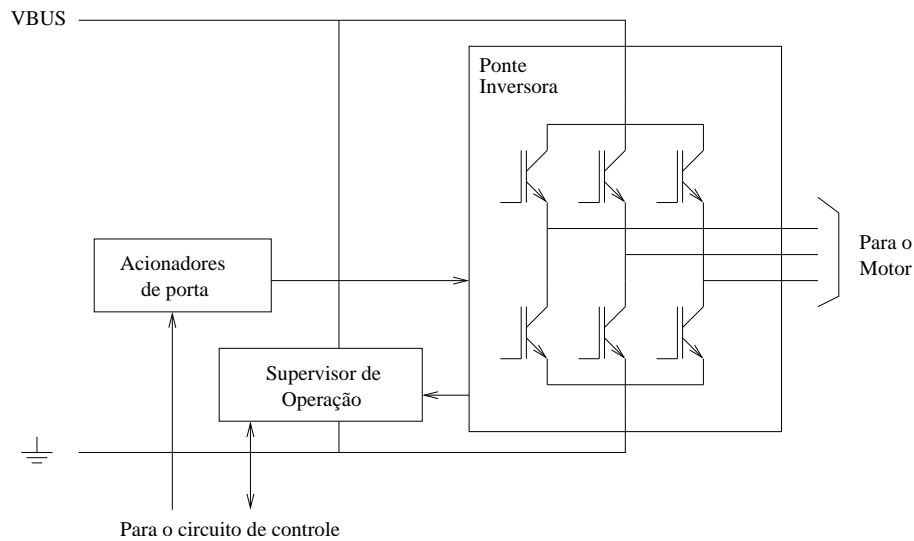 VBUS
Ponte
Inversora
Acionadores
de porta
Para o
Motor
Supervisor de
Operação
Para o circuito de controle